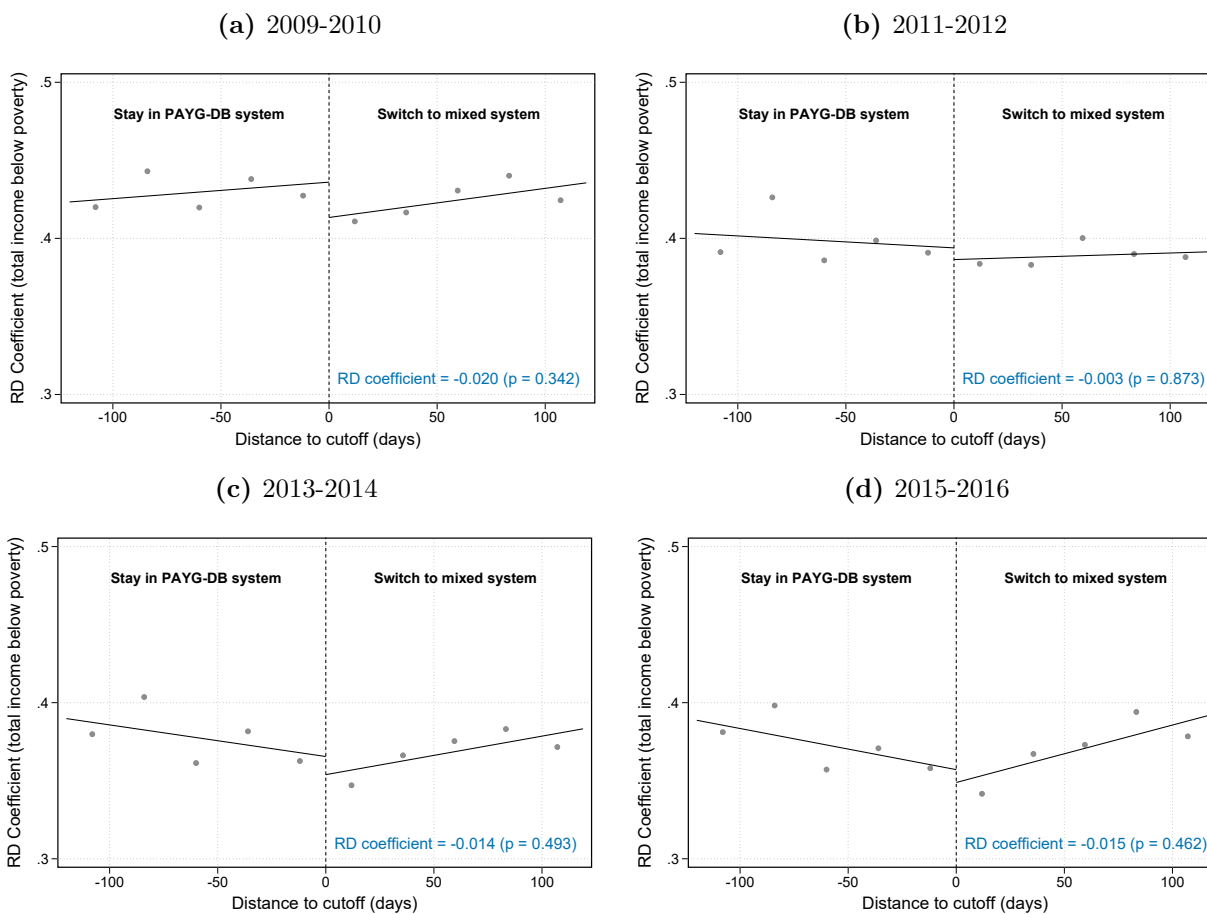 (a) 2009-2010
RD Coefficient (total income below poverty)
.5
.4
.3
Stay in PAYG-DB system
Switch to mixed system
RD coefficient = -0.020 (p = 0.342)
-100 -50 0 50 100
Distance to cutoff (days)
(b) 2011-2012
RD Coefficient (total income below poverty)
.5
.4
.3
Stay in PAYG-DB system
Switch to mixed system
RD coefficient = -0.003 (p = 0.873)
-100 -50 0 50 100
Distance to cutoff (days)
(c) 2013-2014
RD Coefficient (total income below poverty)
.5
.4
.3
Stay in PAYG-DB system
Switch to mixed system
RD coefficient = -0.014 (p = 0.493)
-100 -50 0 50 100
Distance to cutoff (days)
(d) 2015-2016
RD Coefficient (total income below poverty)
.5
.4
.3
Stay in PAYG-DB system
Switch to mixed system
RD coefficient = -0.015 (p = 0.462)
-100 -50 0 50 100
Distance to cutoff (days)